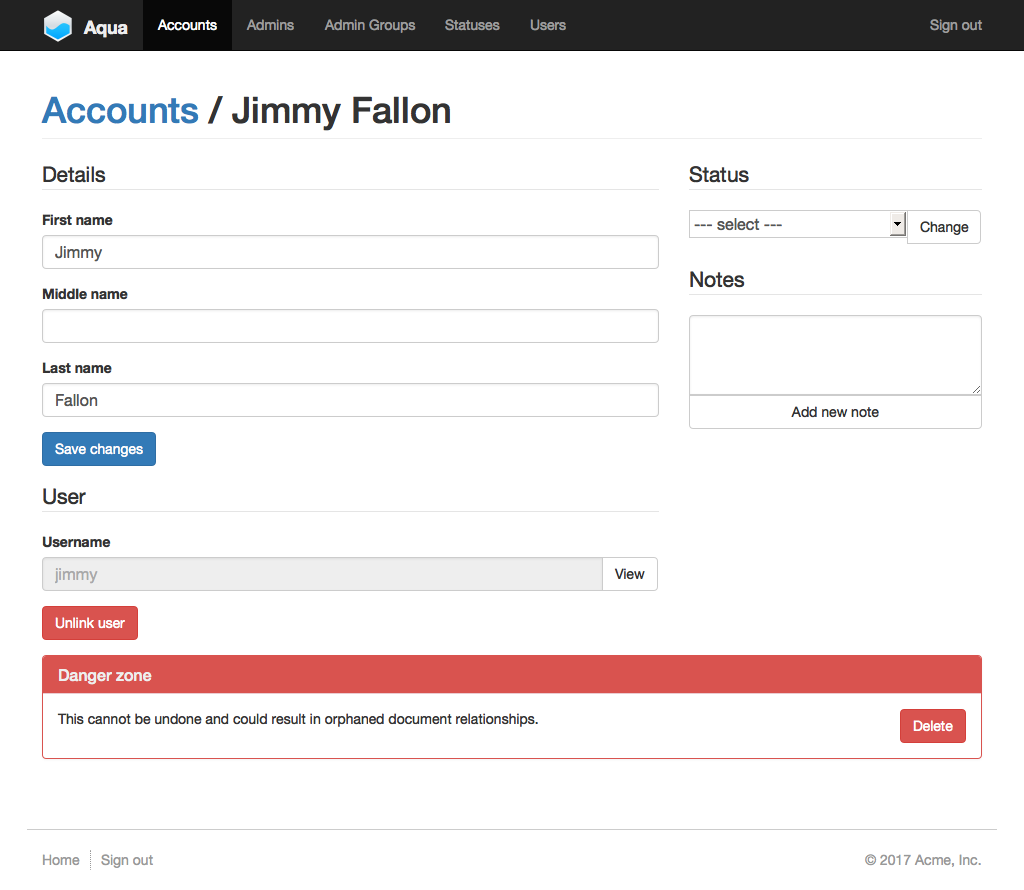 Aqua Accounts Admins Admin Groups Statuses Users Sign out
Accounts / Jimmy Fallon
Details
First name
Jimmy
Middle name
Last name
Fallon
Save changes
User
Username
jimmy View
Unlink user
Status
--- select --- Change
Notes
Add new note
Danger zone
This cannot be undone and could result in orphaned document relationships. Delete
Home Sign out © 2017 Acme, Inc.